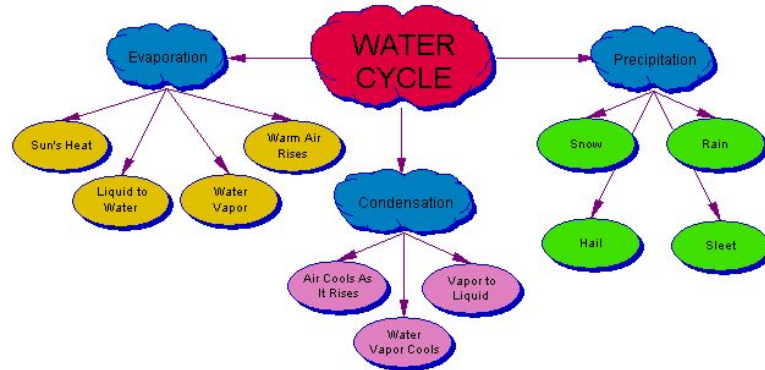 WATER
CYCLE
Evaporation
Precipitation
Sun's Heat
Warm Air
Rises
Liquid to
Water
Water
Vapor
Condensation
Air Cools As
It Rises
Vapor to
Liquid
Water
Vapor Cools
Snow
Rain
Hail
Sleet